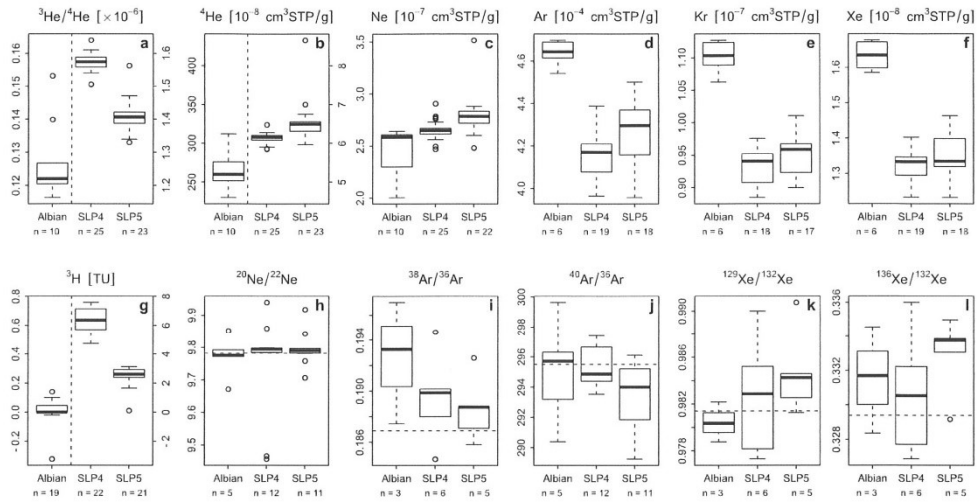 ³He/⁴He [×10⁻⁶]
⁴He [10⁻⁸ cm³STP/g]
Ne [10⁻⁷ cm³STP/g]
Ar [10⁻⁴ cm³STP/g]
Kr [10⁻⁷ cm³STP/g]
Xe [10⁻⁸ cm³STP/g]
a
0.16
0.15
0.14
0.13
0.12
1.6
1.5
1.4
1.3
1.2
Albian SLP4 SLP5
n = 10 n = 25 n = 23
b
400
350
300
250
8
7
6
5
Albian SLP4 SLP5
n = 10 n = 25 n = 23
c
3.5
3.0
2.5
2.0
Albian SLP4 SLP5
n = 10 n = 25 n = 22
d
4.6
4.2
4.0
Albian SLP4 SLP5
n = 6 n = 19 n = 18
e
1.10
1.05
1.00
0.95
0.90
Albian SLP4 SLP5
n = 6 n = 18 n = 17
f
1.6
1.4
1.3
Albian SLP4 SLP5
n = 6 n = 19 n = 18
³H [TU]
²⁰Ne/²²Ne
³⁸Ar/³⁶Ar
⁴⁰Ar/³⁶Ar
¹²⁹Xe/¹³²Xe
¹³⁶Xe/¹³²Xe
g
0.8
0.6
0.4
0.2
0.0
-0.2
8
6
4
2
0
-2
Albian SLP4 SLP5
n = 19 n = 22 n = 21
h
9.9
9.8
9.7
9.6
9.5
Albian SLP4 SLP5
n = 5 n = 12 n = 11
i
0.194
0.190
0.186
Albian SLP4 SLP5
n = 3 n = 6 n = 5
j
299
296
295
293
292
290
Albian SLP4 SLP5
n = 5 n = 12 n = 11
k
0.990
0.986
0.982
0.978
Albian SLP4 SLP5
n = 3 n = 6 n = 5
l
0.336
0.332
0.328
Albian SLP4 SLP5
n = 3 n = 6 n = 5